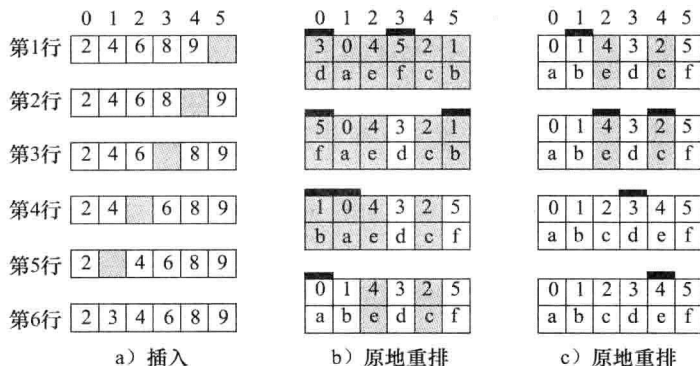 0 1 2 3 4 5
第1行 2 4 6 8 9
第2行 2 4 6 8 9
第3行 2 4 6 8 9
第4行 2 4 6 8 9
第5行 2 4 6 8 9
第6行 2 3 4 6 8 9
a）插入
0 1 2 3 4 5
3 0 4 5 2 1
d a e f c b
5 0 4 3 2 1
f a e d c b
1 0 4 3 2 5
b a e d c f
0 1 4 3 2 5
a b e d c f
b）原地重排
0 1 2 3 4 5
0 1 4 3 2 5
a b e d c f
0 1 4 3 2 5
a b e d c f
0 1 2 3 4 5
a b c d e f
0 1 2 3 4 5
a b c d e f
c）原地重排